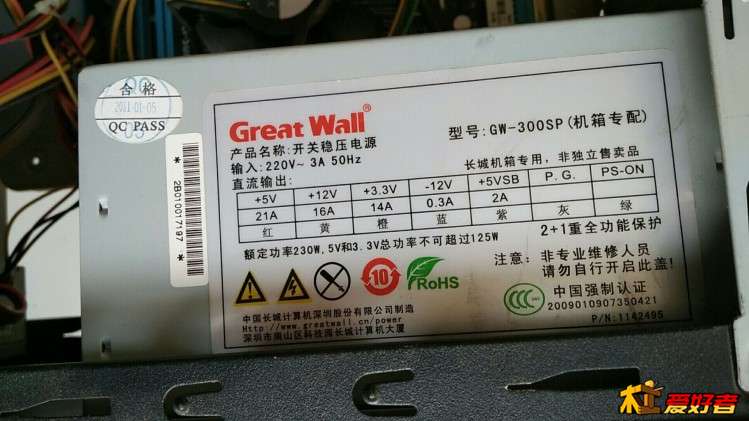 合格
2011-01-05
QC PASS
* 2B010017197 *
Great Wall®
产品名称:开关稳压电源
型号:GW-300SP(机箱专配)
输入:220V~ 3A 50Hz
长城机箱专用,非独立售卖品
直流输出:
+5V +12V +3.3V -12V +5VSB P.G. PS-ON
21A 16A 14A 0.3A 2A
红 黄 橙 蓝 紫 灰 绿
额定功率230W,5V和3.3V总功率不可超过125W
2+1重全功能保护
注意:非专业维修人员
请勿自行开启此盖!
10
RoHS
CCC
中国强制认证
2009010907350421
中国长城计算机深圳股份有限公司制造
Http://www.greatwall.cn/power
深圳市南山区科技园长城计算机大厦
P/N:1142495
爱好者